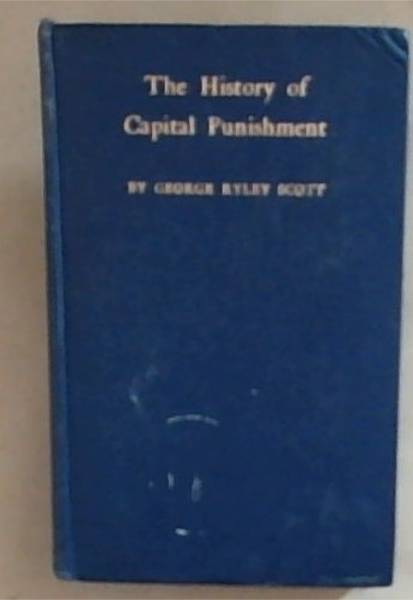 The History of
Capital Punishment
BY GEORGE RYLEY SCOTT